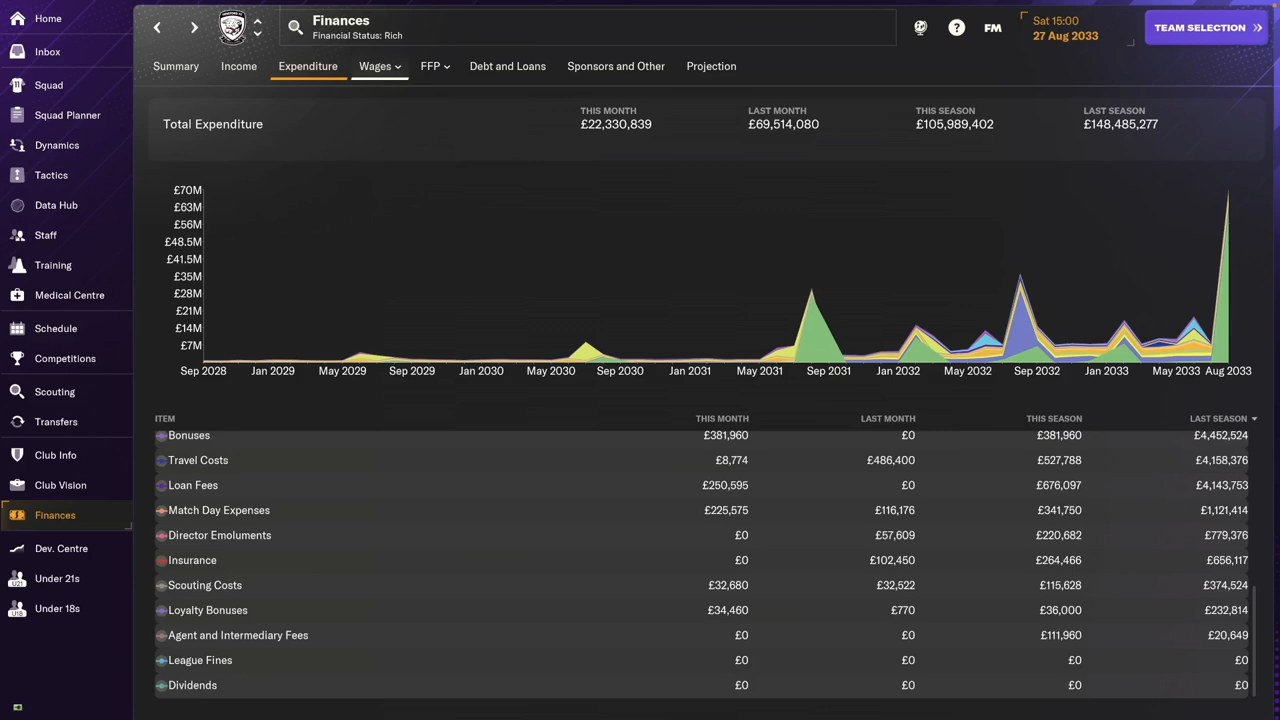 Home
Inbox
Squad
Squad Planner
Dynamics
Tactics
Data Hub
Staff
Training
Medical Centre
Schedule
Competitions
Scouting
Transfers
Club Info
Club Vision
Finances
Dev. Centre
Under 21s
Under 18s
Finances
Financial Status: Rich
FM
Sat 15:00
27 Aug 2033
TEAM SELECTION
Summary Income Expenditure Wages FFP Debt and Loans Sponsors and Other Projection
THIS MONTH LAST MONTH THIS SEASON LAST SEASON
Total Expenditure £22,330,839 £69,514,080 £105,989,402 £148,485,277
£70M
£63M
£56M
£48.5M
£41.5M
£35M
£28M
£21M
£14M
£7M
Sep 2028 Jan 2029 May 2029 Sep 2029 Jan 2030 May 2030 Sep 2030 Jan 2031 May 2031 Sep 2031 Jan 2032 May 2032 Sep 2032 Jan 2033 May 2033 Aug 2033
ITEM THIS MONTH LAST MONTH THIS SEASON LAST SEASON
Bonuses £381,960 £0 £381,960 £4,452,524
Travel Costs £8,774 £486,400 £527,788 £4,158,376
Loan Fees £250,595 £0 £676,097 £4,143,753
Match Day Expenses £225,575 £116,176 £341,750 £1,121,414
Director Emoluments £0 £57,609 £220,682 £779,376
Insurance £0 £102,450 £264,466 £656,117
Scouting Costs £32,680 £32,522 £115,628 £374,524
Loyalty Bonuses £34,460 £770 £36,000 £232,814
Agent and Intermediary Fees £0 £0 £111,960 £20,649
League Fines £0 £0 £0 £0
Dividends £0 £0 £0 £0